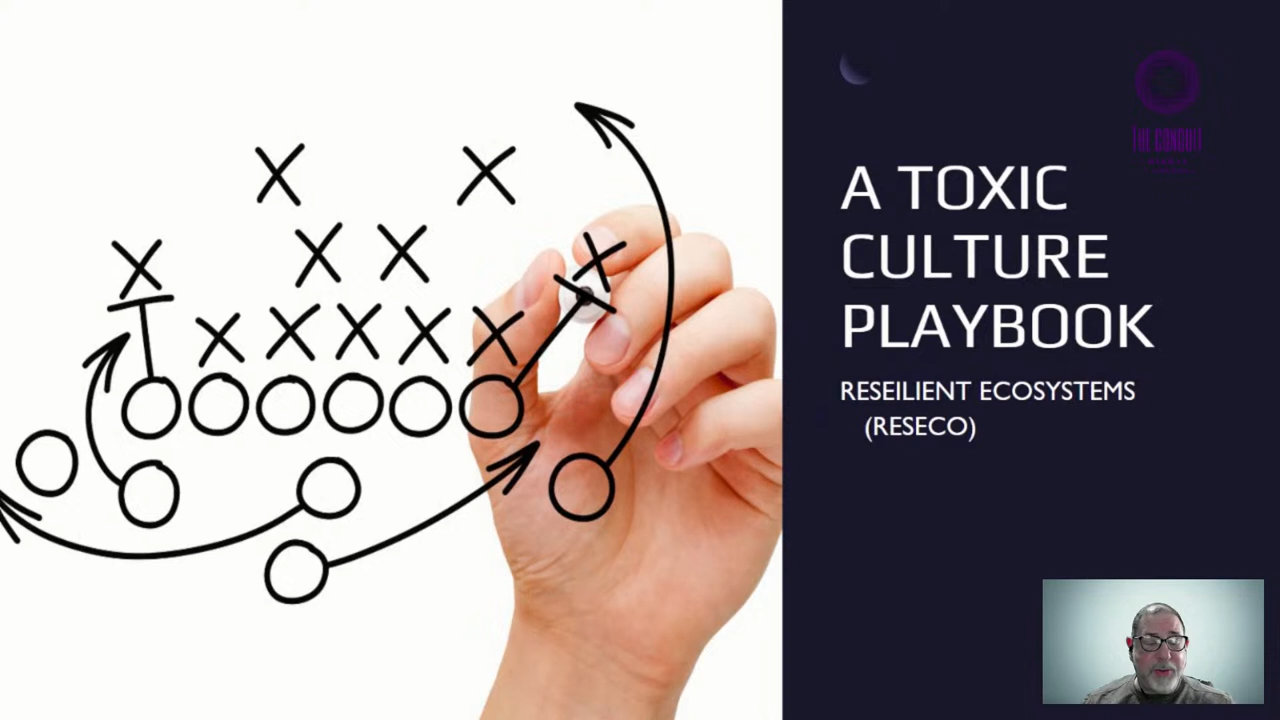 THE CONDUIT
A TOXIC
CULTURE
PLAYBOOK
RESEILIENT ECOSYSTEMS
(RESECO)